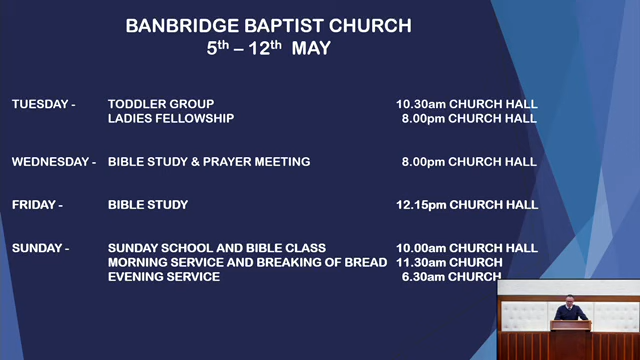 BANBRIDGE BAPTIST CHURCH
5th – 12th MAY
TUESDAY - TODDLER GROUP 10.30am CHURCH HALL
LADIES FELLOWSHIP 8.00pm CHURCH HALL
WEDNESDAY - BIBLE STUDY & PRAYER MEETING 8.00pm CHURCH HALL
FRIDAY - BIBLE STUDY 12.15pm CHURCH HALL
SUNDAY - SUNDAY SCHOOL AND BIBLE CLASS 10.00am CHURCH HALL
MORNING SERVICE AND BREAKING OF BREAD 11.30am CHURCH
EVENING SERVICE 6.30am CHURCH